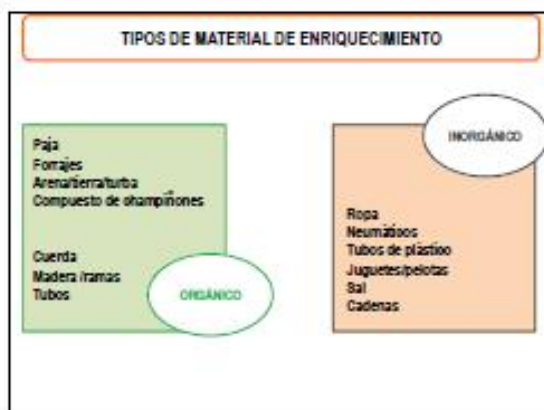 TIPOS DE MATERIAL DE ENRIQUECIMIENTO
Paja
Forrajes
Arena/tierra/turba
Compuesto de champiñones
Cuerda
Madera /ramas
Tubos
ORGÁNICO
INORGÁNICO
Ropa
Neumáticos
Tubos de plástico
Juguetes/pelotas
Sal
Cadenas